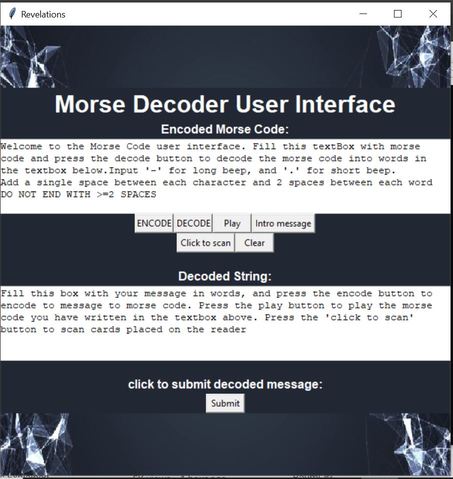 Revelations
Morse Decoder User Interface
Encoded Morse Code:
Welcome to the Morse Code user interface. Fill this textBox with morse
code and press the decode button to decode the morse code into words in
the textbox below.Input '-' for long beep, and '.' for short beep.
Add a single space between each character and 2 spaces between each word
DO NOT END WITH >=2 SPACES
ENCODE DECODE Play Intro message
Click to scan Clear
Decoded String:
Fill this box with your message in words, and press the encode button to
encode to message to morse code. Press the play button to play the morse
code you have written in the textbox above. Press the 'click to scan'
button to scan cards placed on the reader
click to submit decoded message:
Submit